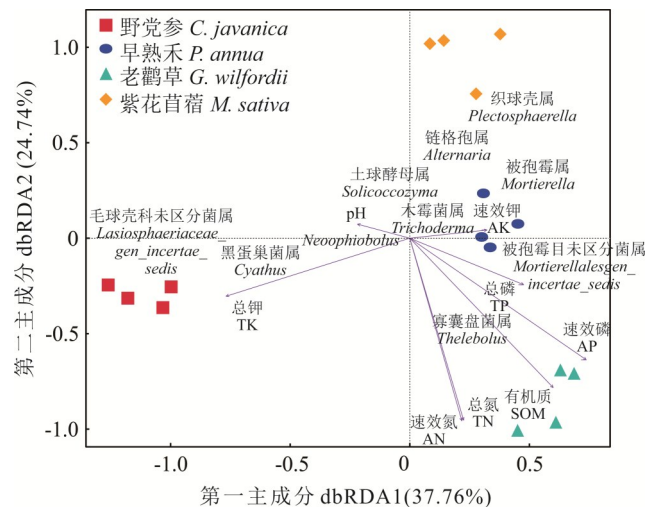 野党参 C. javanica
早熟禾 P. annua
老鹳草 G. wilfordii
紫花苜蓿 M. sativa
织球壳属
Plectosphaerella
链格孢属
Alternaria
被孢霉属
Mortierella
土球酵母属
Solicoccozyma
pH
木霉菌属
Trichoderma
速效钾
AK
毛球壳科未区分菌属
Lasiosphaeriaceae_
gen_incertae_
sedis
Neoophiobolus
黑蛋巢菌属
Cyathus
被孢霉目未区分菌属
Mortierellalesgen_
incertae_sedis
总钾
TK
总磷
TP
寡囊盘菌属
Thelebolus
速效磷
AP
有机质
SOM
总氮
TN
速效氮
AN
1.0
0.5
0
-0.5
-1.0
第二主成分 dbRDA2 (24.74%)
-1.0
-0.5
0
0.5
第一主成分 dbRDA1(37.76%)